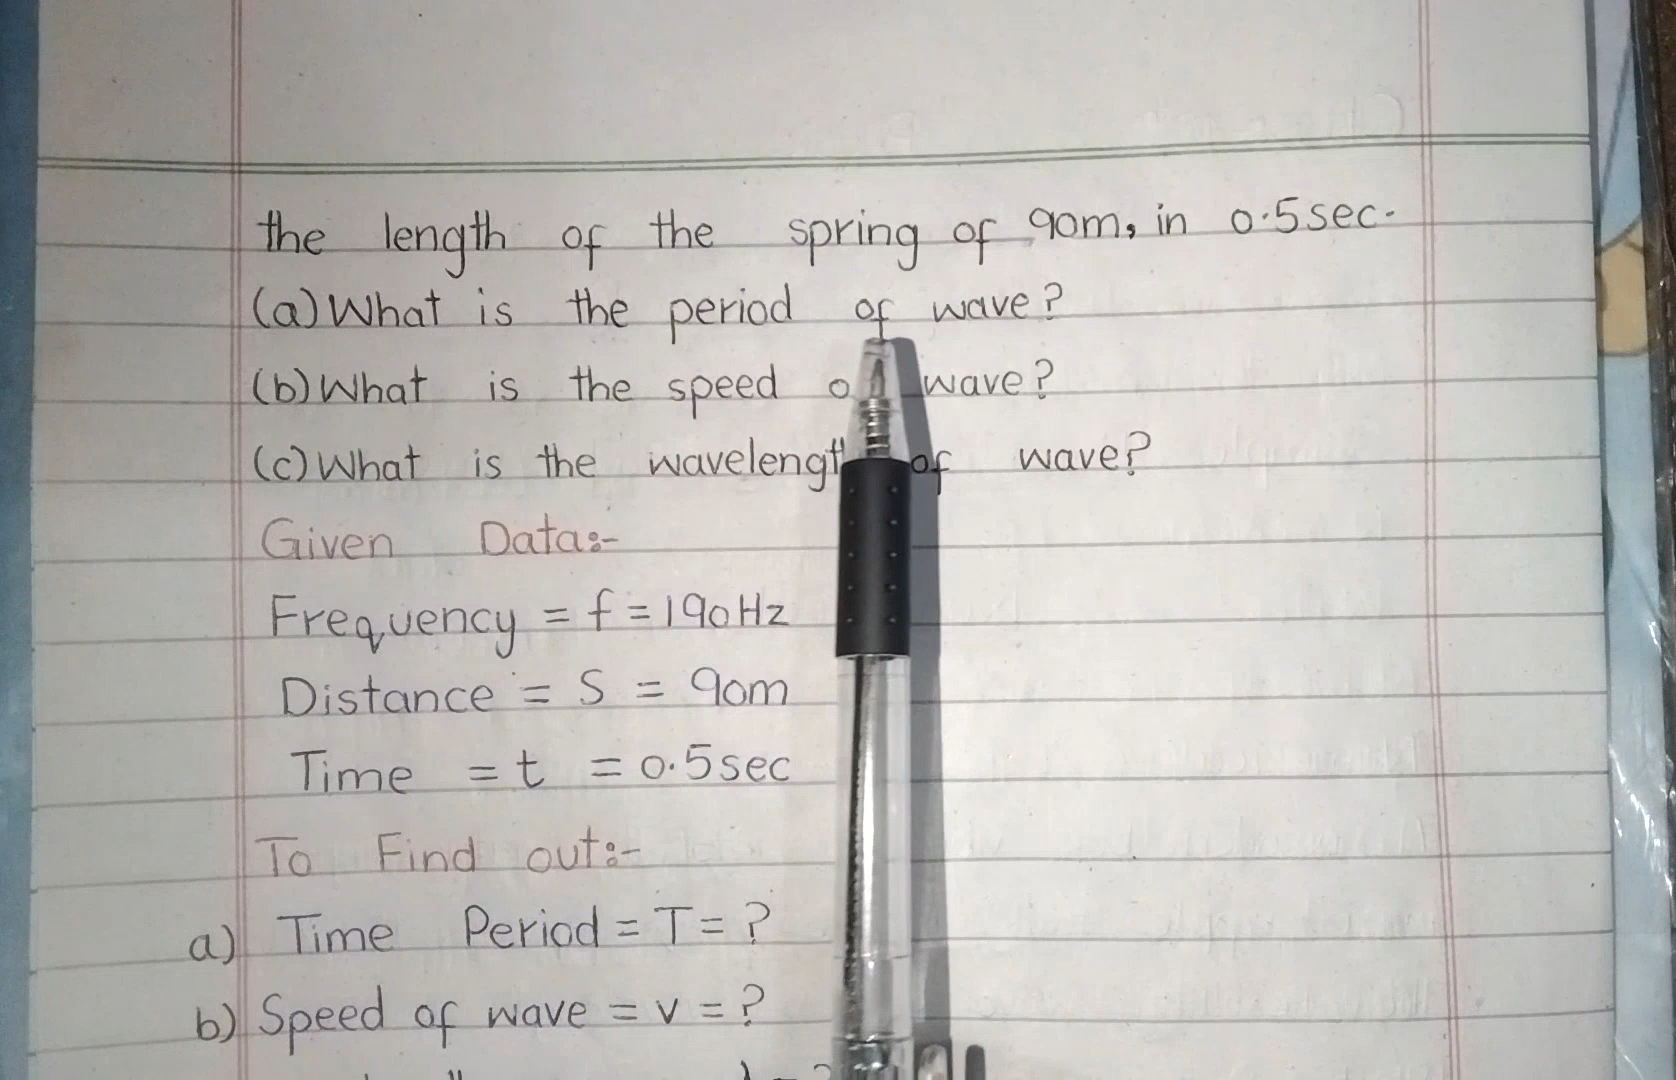 the length of the spring of 90m, in 0.5sec.
(a) What is the period of wave?
(b) What is the speed o wave?
(c) What is the wavelengt of wave?
Given Data:-
Frequency = f = 190Hz
Distance = S = 90m
Time = t = 0.5sec
To Find out:-
a) Time Period = T = ?
b) Speed of wave = v = ?